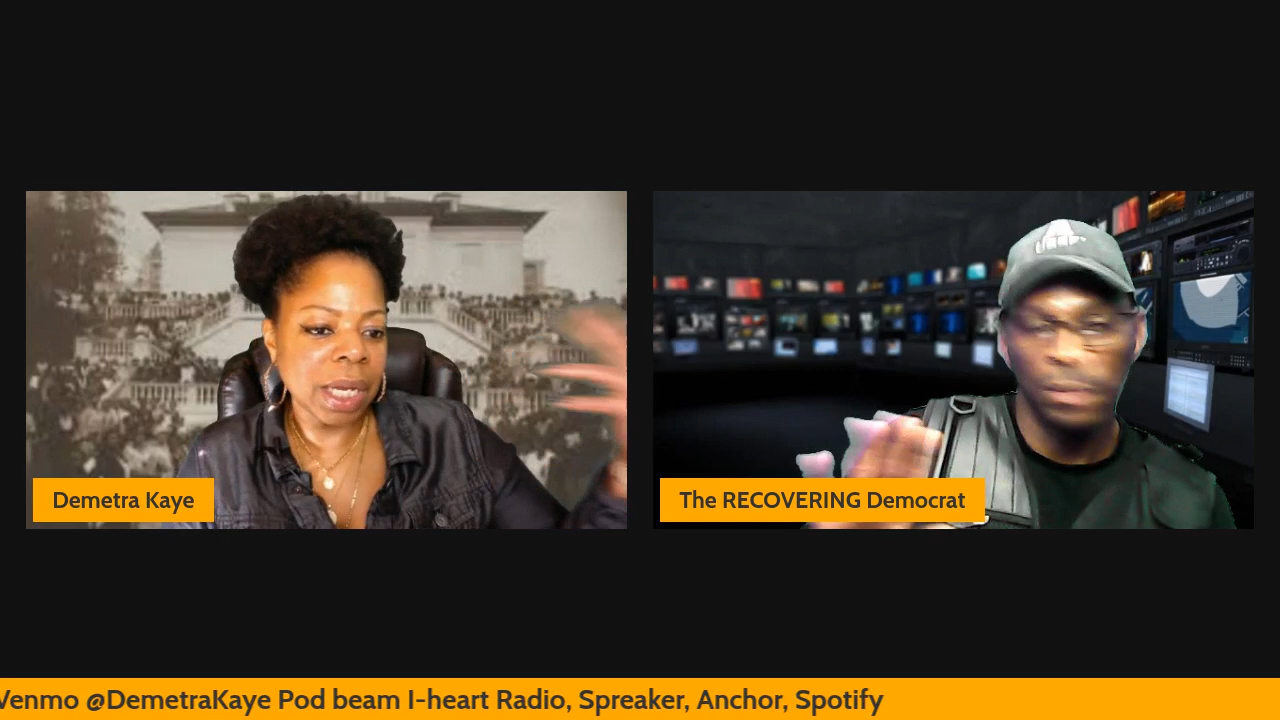 Demetra Kaye
The RECOVERING Democrat
Venmo @DemetraKaye Pod beam I-heart Radio, Spreaker, Anchor, Spotify